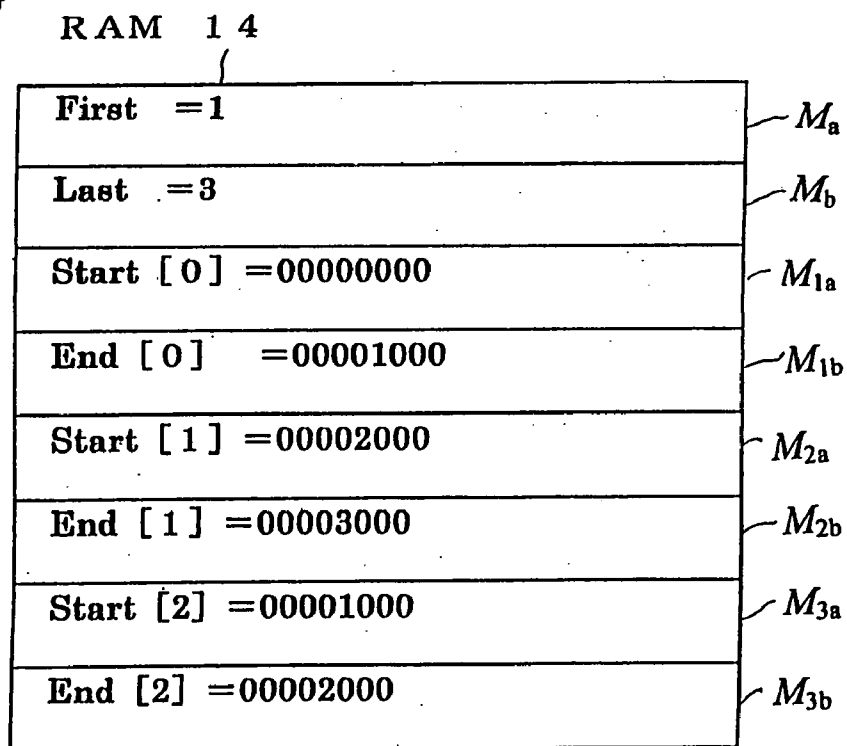 RAM 14
First =1 Ma
Last =3 Mb
Start [0] =00000000 M1a
End [0] =00001000 M1b
Start [1] =00002000 M2a
End [1] =00003000 M2b
Start [2] =00001000 M3a
End [2] =00002000 M3b